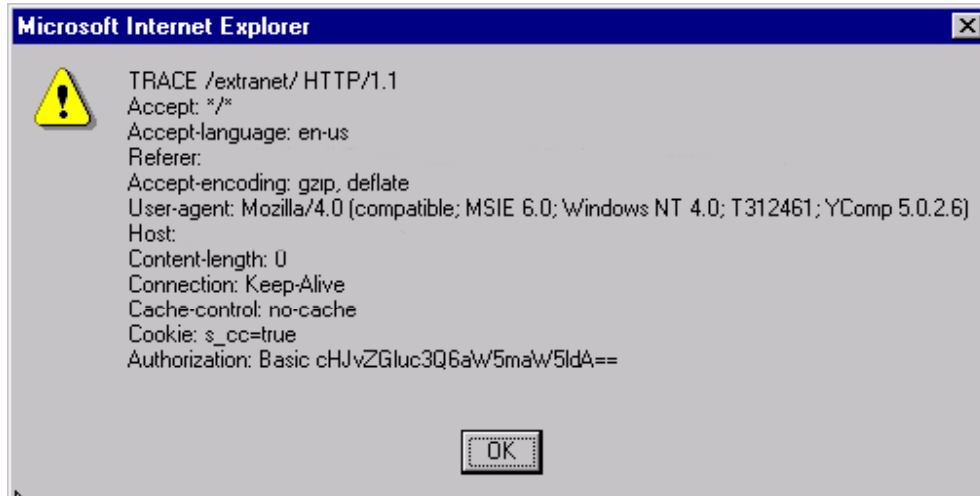 Microsoft Internet Explorer
TRACE /extranet/ HTTP/1.1
Accept: */*
Accept-language: en-us
Referer:
Accept-encoding: gzip, deflate
User-agent: Mozilla/4.0 (compatible; MSIE 6.0; Windows NT 4.0; T312461; YComp 5.0.2.6)
Host:
Content-length: 0
Connection: Keep-Alive
Cache-control: no-cache
Cookie: s_cc=true
Authorization: Basic cHJvZGluc3Q6aW5maW5ldA==
OK